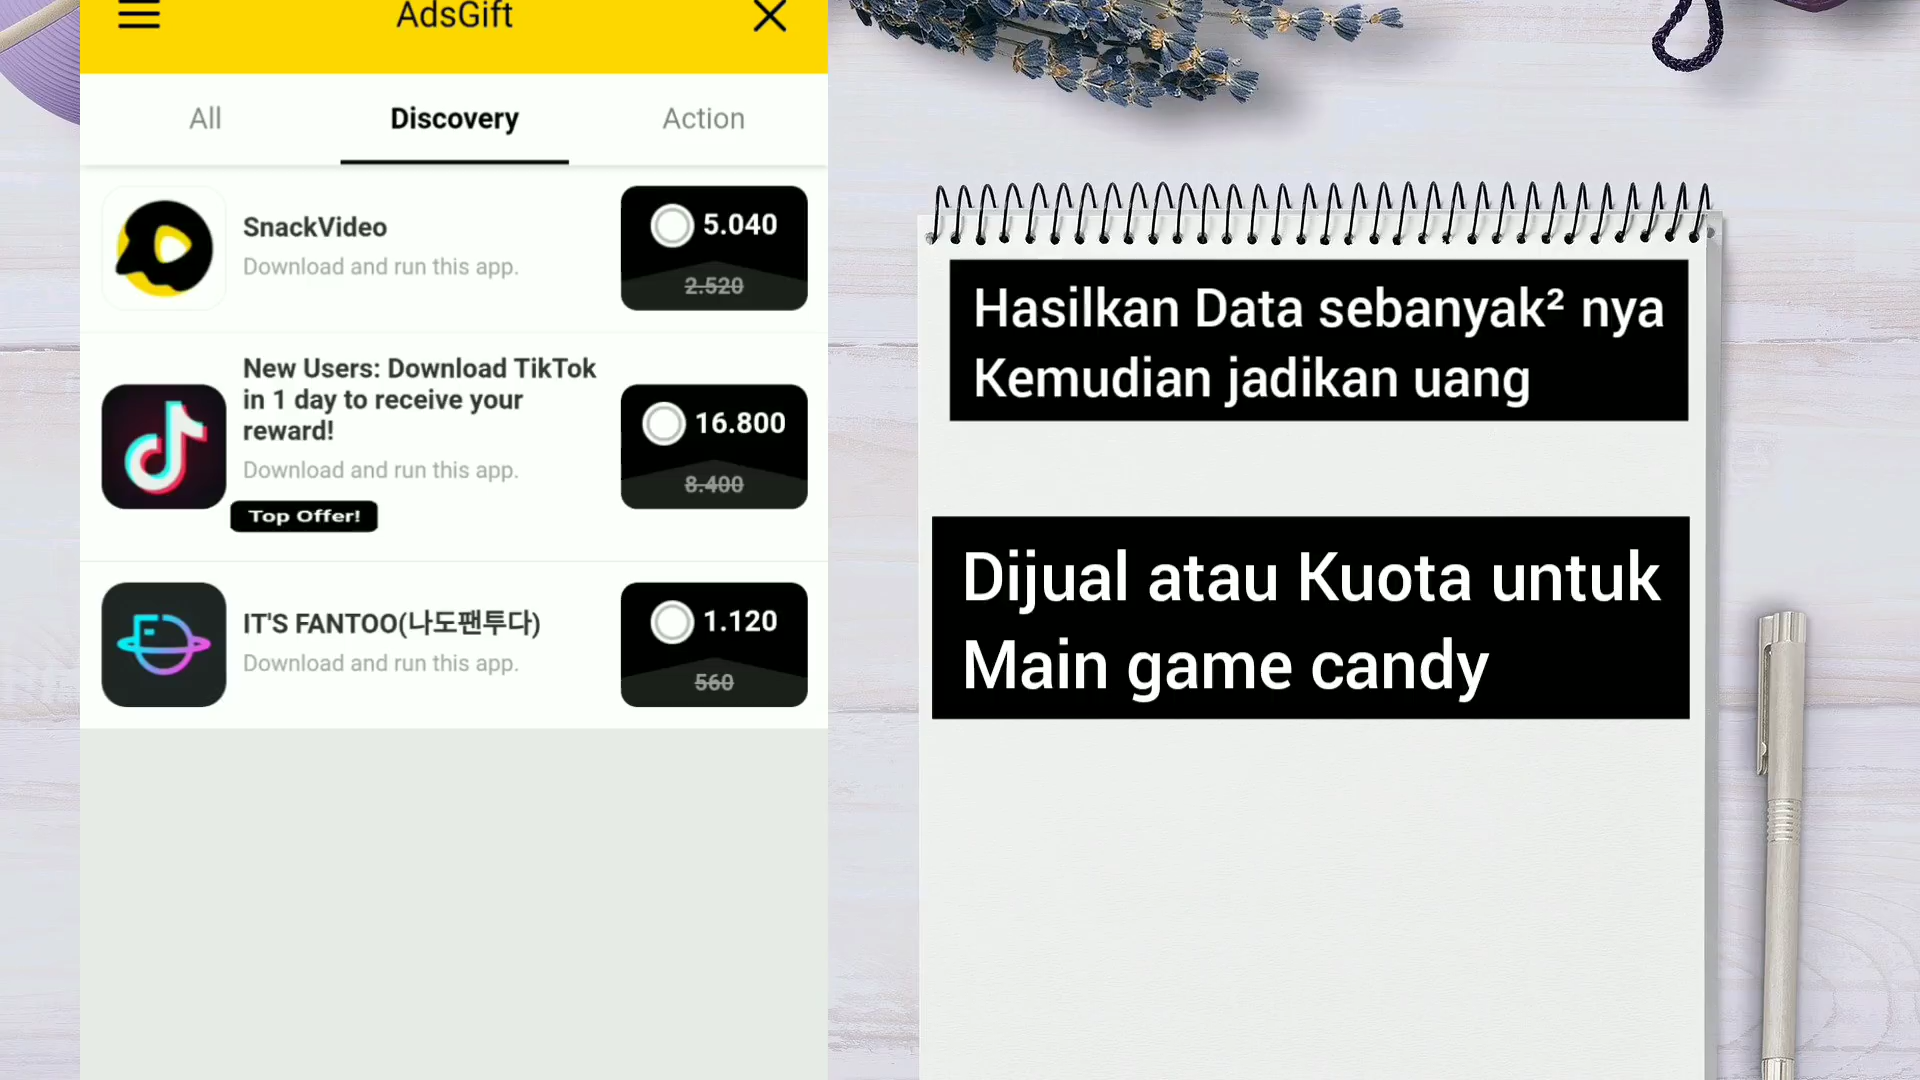 AdsGift
All
Discovery
Action
SnackVideo
Download and run this app.
5.040
2.520
New Users: Download TikTok
in 1 day to receive your
reward!
Download and run this app.
Top Offer!
16.800
8.400
IT'S FANTOO(나도팬투다)
Download and run this app.
1.120
560
Hasilkan Data sebanyak² nya
Kemudian jadikan uang
Dijual atau Kuota untuk
Main game candy